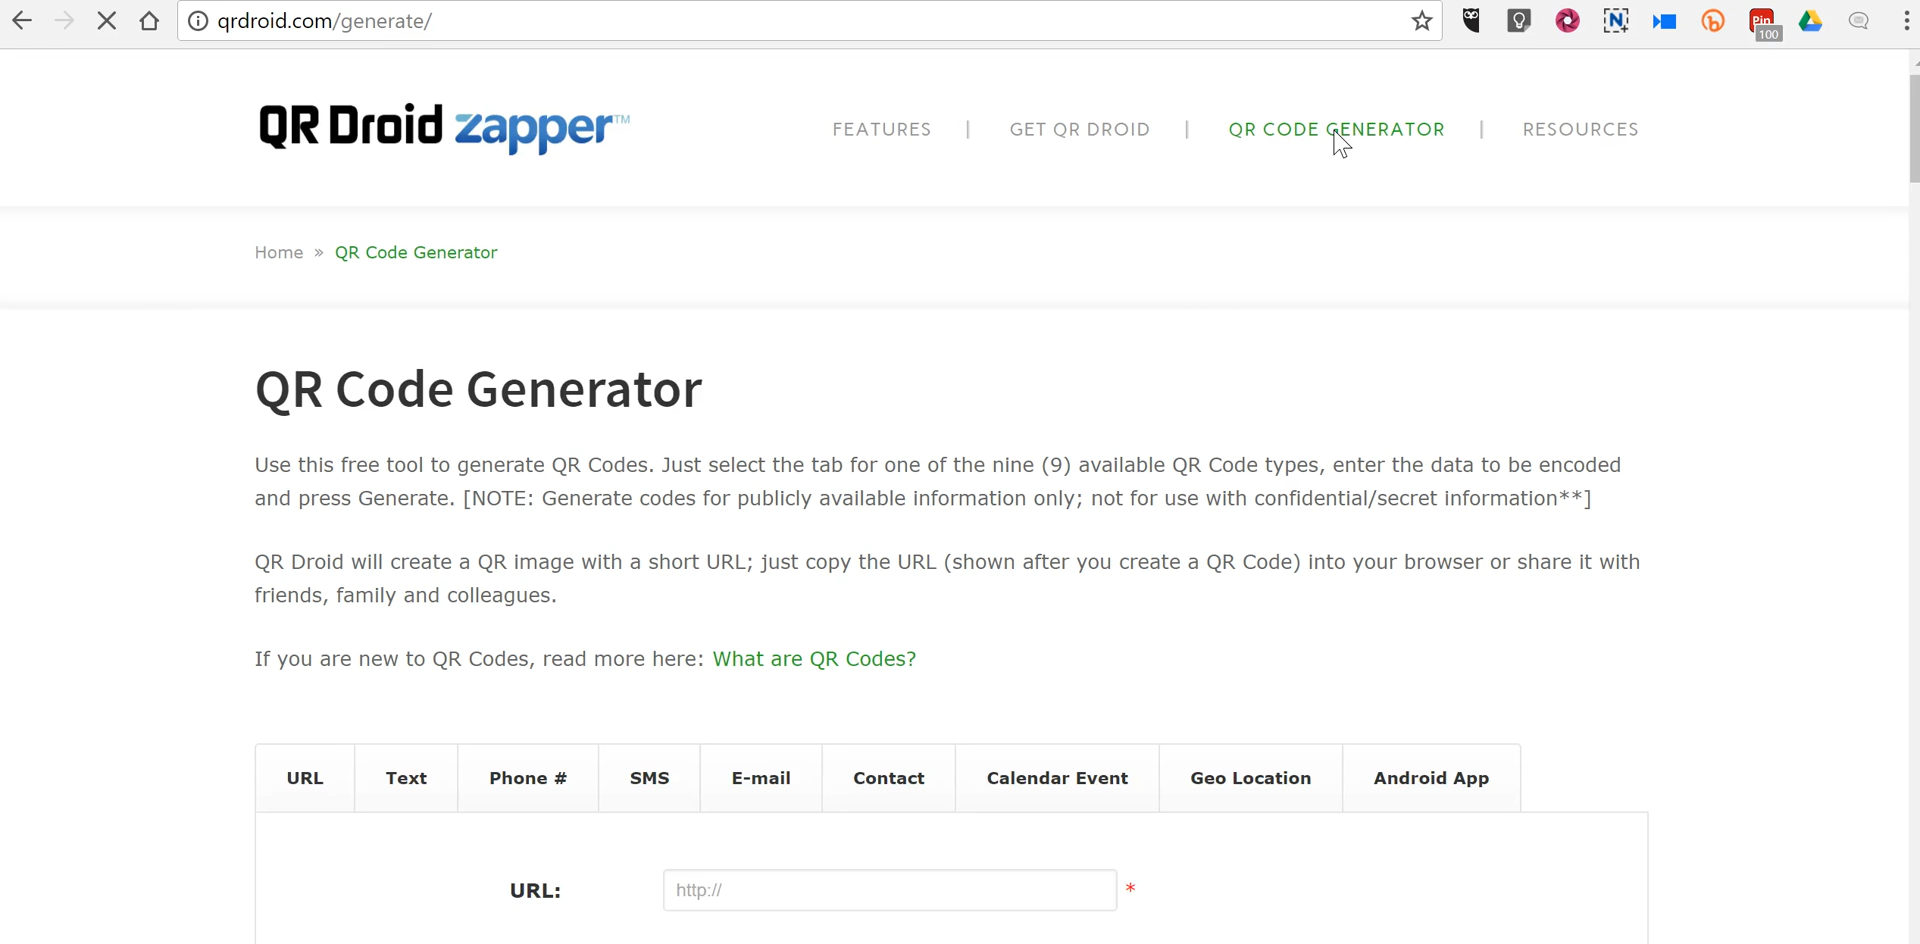 qrdroid.com/generate/
Pin
100
QR Droid zapper™
FEATURES | GET QR DROID | QR CODE GENERATOR | RESOURCES
Home » QR Code Generator
QR Code Generator
Use this free tool to generate QR Codes. Just select the tab for one of the nine (9) available QR Code types, enter the data to be encoded
and press Generate. [NOTE: Generate codes for publicly available information only; not for use with confidential/secret information**]
QR Droid will create a QR image with a short URL; just copy the URL (shown after you create a QR Code) into your browser or share it with
friends, family and colleagues.
If you are new to QR Codes, read more here: What are QR Codes?
URL Text Phone # SMS E-mail Contact Calendar Event Geo Location Android App
URL: http:// *